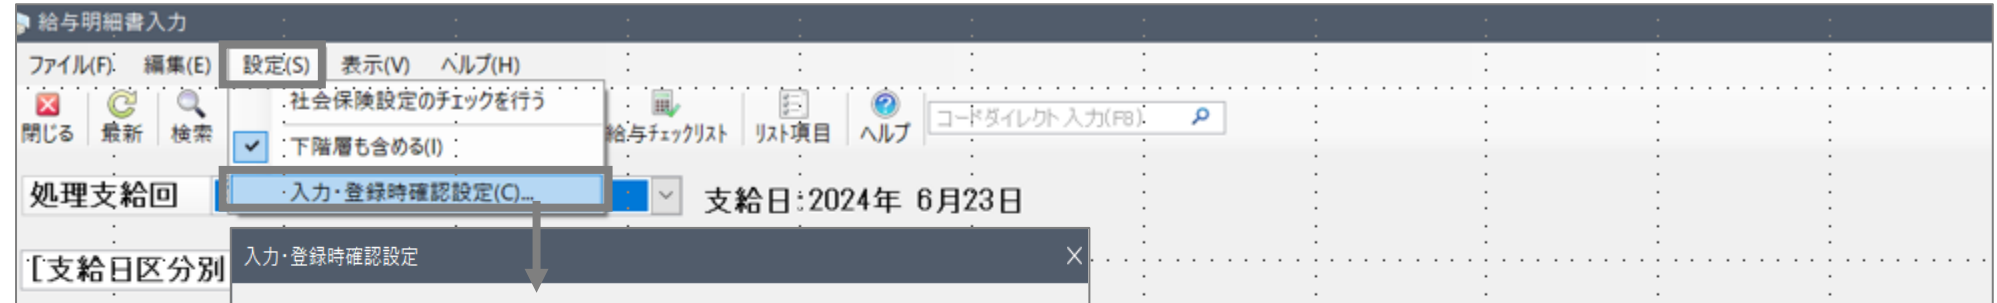 給与明細書入力
ファイル(F) 編集(E) 設定(S) 表示(V) ヘルプ(H)
社会保険設定のチェックを行う
閉じる 最新 検索 給与チェックリスト リスト項目 ヘルプ コードダイレクト入力(F8)
下階層も含める(I)
入力・登録時確認設定(C)...
処理支給回 支給日:2024年 6月23日
入力・登録時確認設定
[支給日区分別